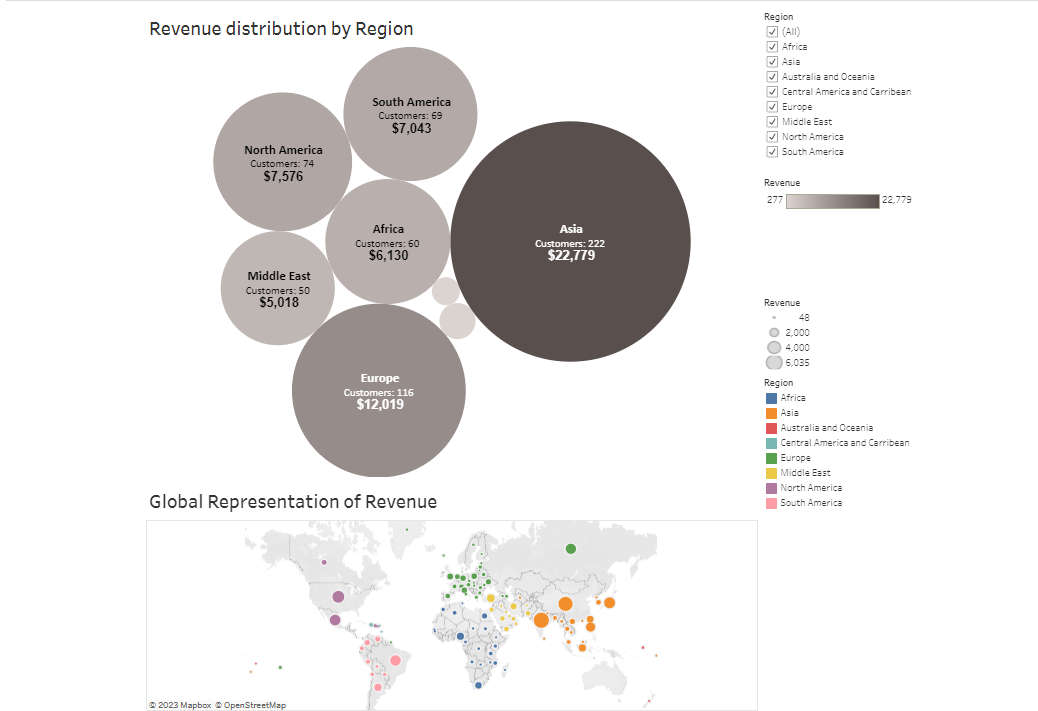 Revenue distribution by Region
South America
Customers: 69
$7,043
North America
Customers: 74
$7,576
Africa
Customers: 60
$6,130
Asia
Customers: 222
$22,779
Middle East
Customers: 50
$5,018
Europe
Customers: 116
$12,019
Region
(All)
Africa
Asia
Australia and Oceania
Central America and Carribean
Europe
Middle East
North America
South America
Revenue
277 22,779
Revenue
48
2,000
4,000
6,035
Region
Africa
Asia
Australia and Oceania
Central America and Carribean
Europe
Middle East
North America
South America
Global Representation of Revenue
© 2023 Mapbox © OpenStreetMap